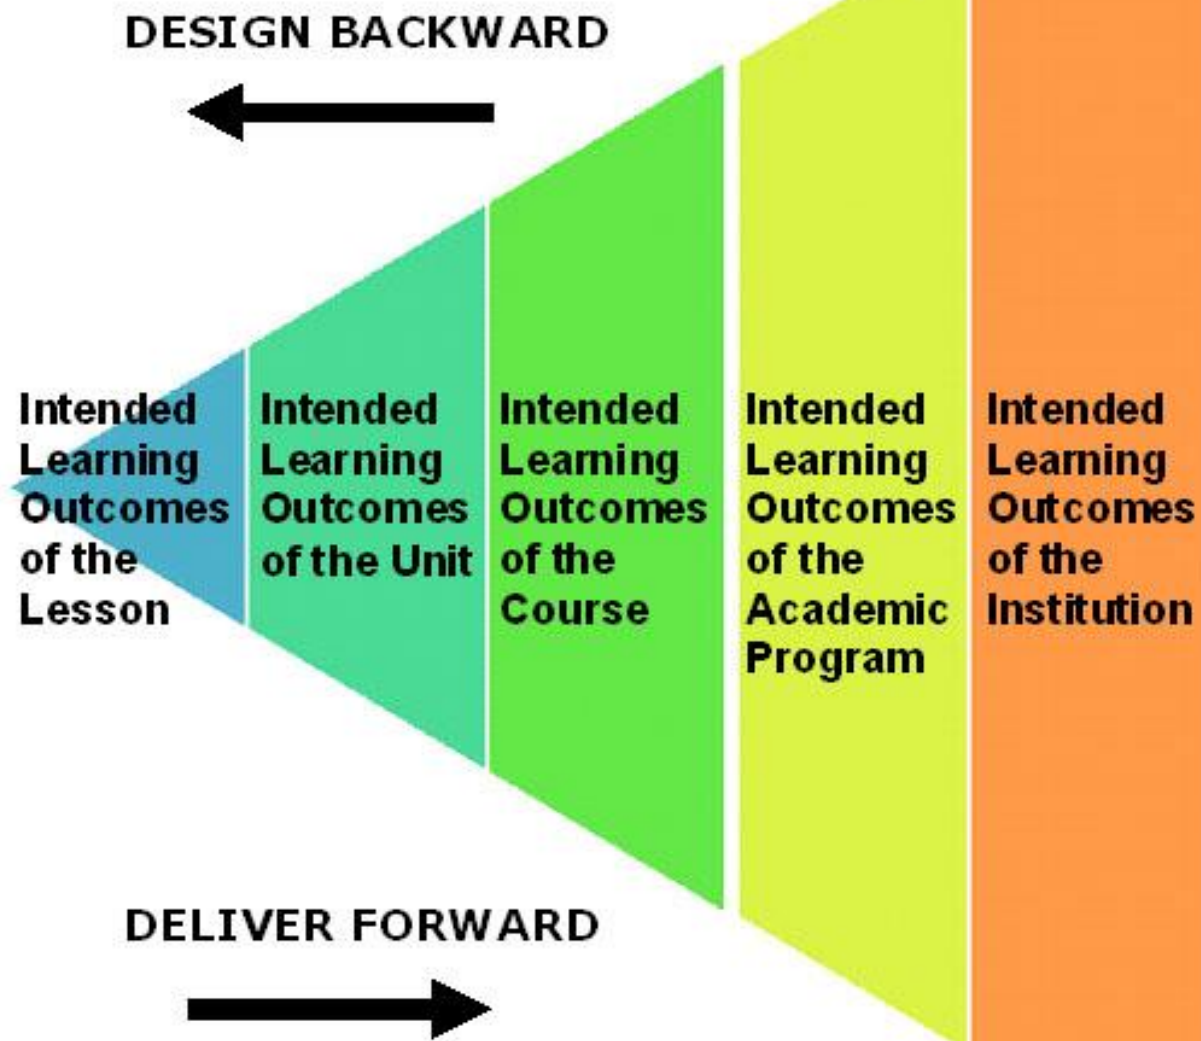 DESIGN BACKWARD
Intended
Learning
Outcomes
of the
Lesson
Intended
Learning
Outcomes
of the Unit
Intended
Learning
Outcomes
of the
Course
Intended
Learning
Outcomes
of the
Academic
Program
Intended
Learning
Outcomes
of the
Institution
DELIVER FORWARD